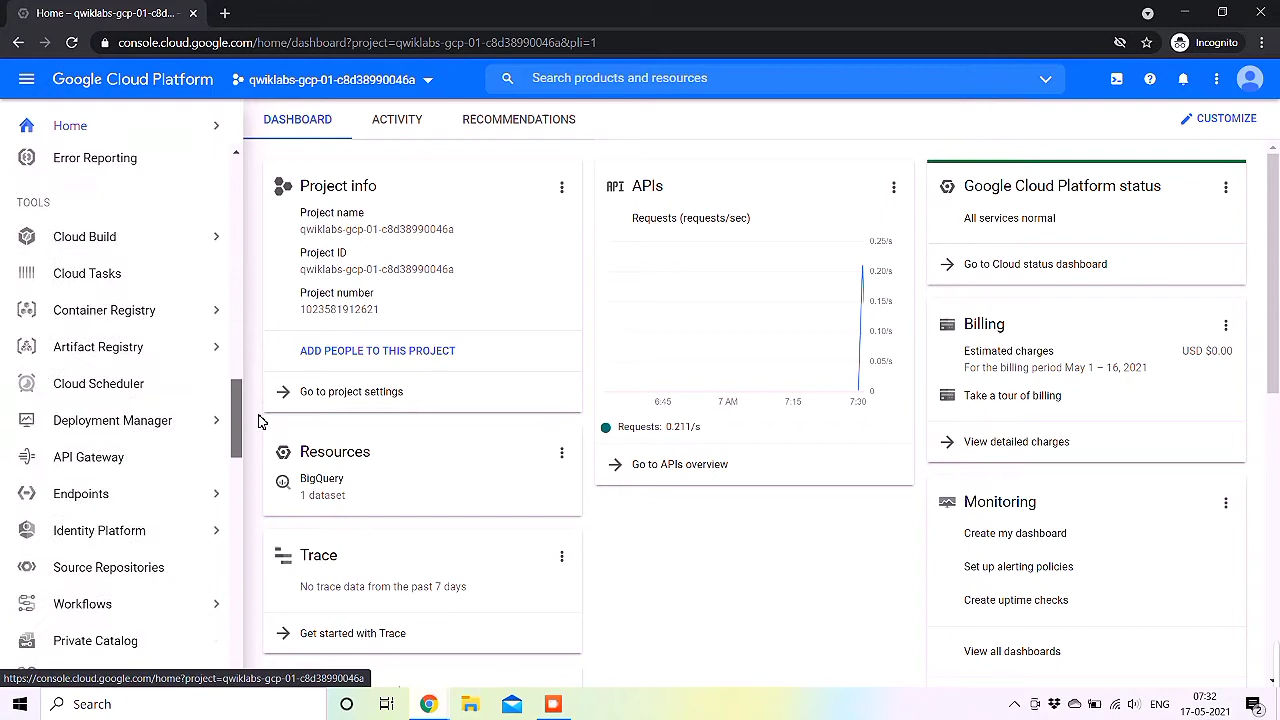 Home – qwiklabs-gcp-01-c8d...
console.cloud.google.com/home/dashboard?project=qwiklabs-gcp-01-c8d38990046a&pli=1
Incognito
Google Cloud Platform
qwiklabs-gcp-01-c8d38990046a
Search products and resources
Home
Error Reporting
TOOLS
Cloud Build
Cloud Tasks
Container Registry
Artifact Registry
Cloud Scheduler
Deployment Manager
API Gateway
Endpoints
Identity Platform
Source Repositories
Workflows
Private Catalog
https://console.cloud.google.com/home?project=qwiklabs-gcp-01-c8d38990046a
DASHBOARD
ACTIVITY
RECOMMENDATIONS
CUSTOMIZE
Project info
Project name
qwiklabs-gcp-01-c8d38990046a
Project ID
qwiklabs-gcp-01-c8d38990046a
Project number
1023581912621
ADD PEOPLE TO THIS PROJECT
Go to project settings
Resources
BigQuery
1 dataset
Trace
No trace data from the past 7 days
Get started with Trace
API APIs
Requests (requests/sec)
0.25/s
0.20/s
0.15/s
0.10/s
0.05/s
0
6:45 7 AM 7:15 7:30
Requests: 0.211/s
Go to APIs overview
Google Cloud Platform status
All services normal
Go to Cloud status dashboard
Billing
Estimated charges USD $0.00
For the billing period May 1 – 16, 2021
Take a tour of billing
View detailed charges
Monitoring
Create my dashboard
Set up alerting policies
Create uptime checks
View all dashboards
Search
ENG
07:32
17-05-2021
2